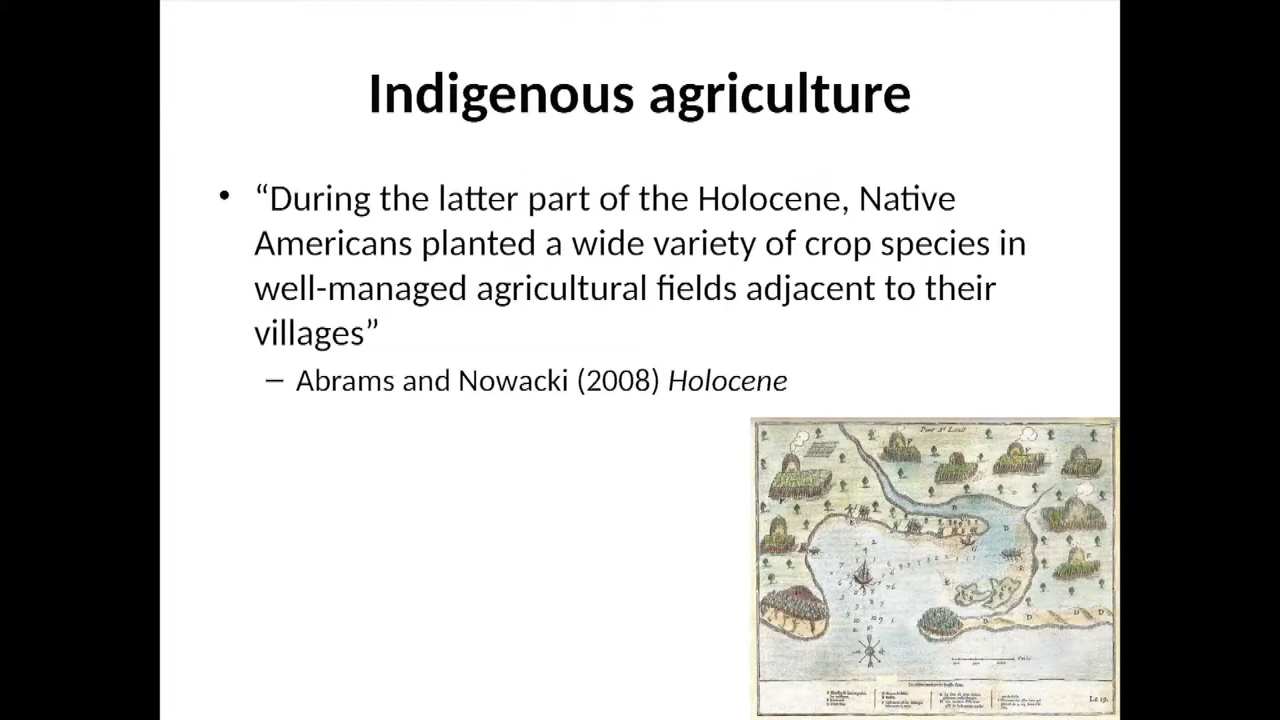 Indigenous agriculture
• “During the latter part of the Holocene, Native
Americans planted a wide variety of crop species in
well-managed agricultural fields adjacent to their
villages”
– Abrams and Nowacki (2008) Holocene
Port St Louis